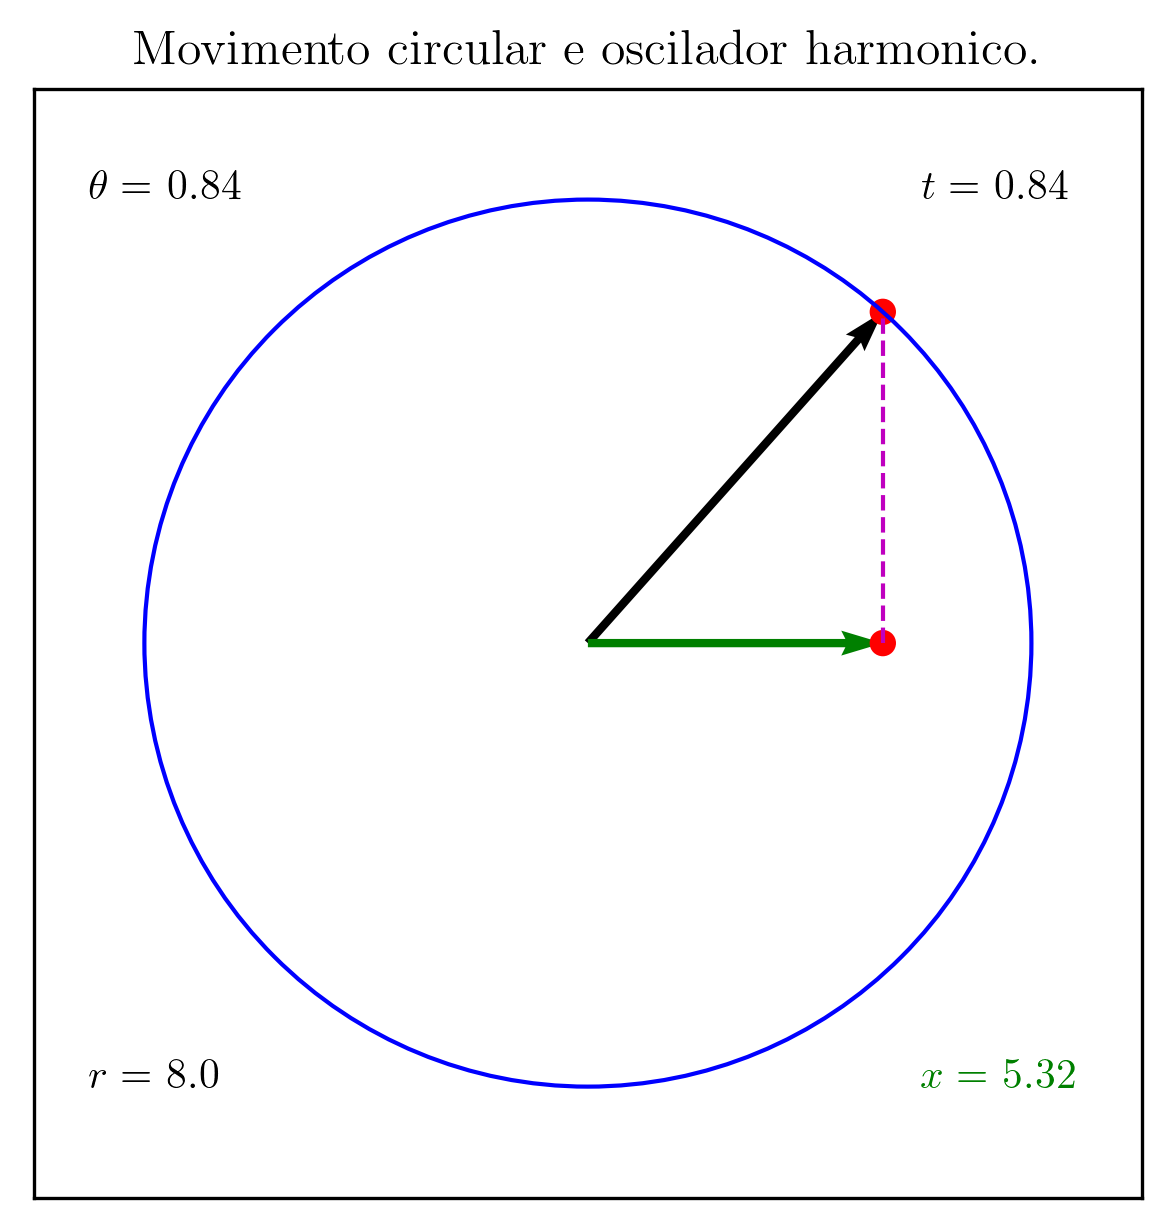 Movimento circular e oscilador harmonico.
θ = 0.84
t = 0.84
r = 8.0
x = 5.32